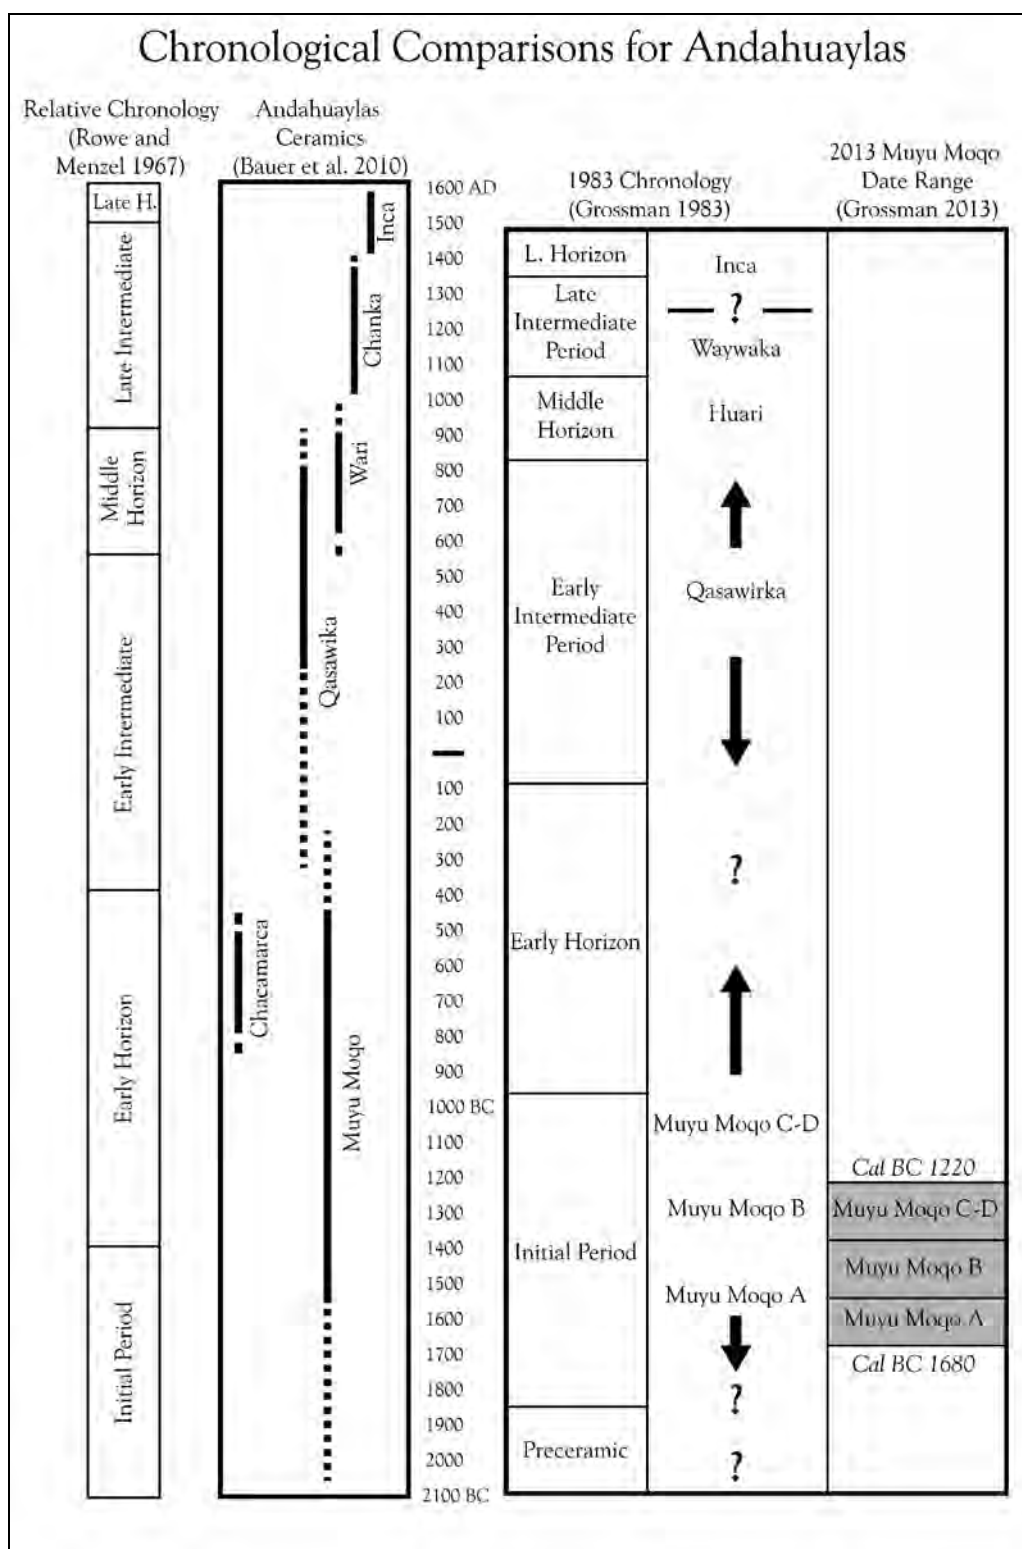 Chronological Comparisons for Andahuaylas
Relative Chronology
(Rowe and
Menzel 1967)
Late H.
Late Intermediate
Middle
Horizon
Early Intermediate
Early Horizon
Initial Period
Andahuaylas
Ceramics
(Bauer et al. 2010)
Inca
Chanka
Wari
Qasawika
Chacamarca
Muyu Moqo
1600 AD
1500
1400
1300
1200
1100
1000
900
800
700
600
500
400
300
200
100
100
200
300
400
500
600
700
800
900
1000 BC
1100
1200
1300
1400
1500
1600
1700
1800
1900
2000
2100 BC
1983 Chronology
(Grossman 1983)
L. Horizon
Late
Intermediate
Period
Middle
Horizon
Early
Intermediate
Period
Early Horizon
Initial Period
Preceramic
Inca
?
Waywaka
Huari
Qasawirka
?
Muyu Moqo C-D
Muyu Moqo B
Muyu Moqo A
?
?
2013 Muyu Moqo
Date Range
(Grossman 2013)
Cal BC 1220
Muyu Moqo C-D
Muyu Moqo B
Muyu Moqo A
Cal BC 1680